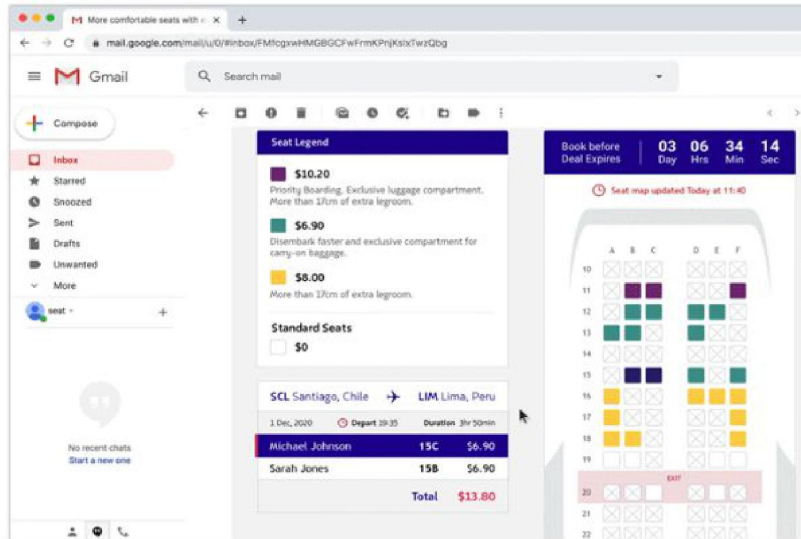 More comfortable seats with e
mail.google.com/mail/u/0/#inbox/FMfcgxwHMGBGCFwFrmKPnjKslxTwzQbg
Gmail
Search mail
Compose
Inbox
Starred
Snoozed
Sent
Drafts
Unwanted
More
seat
No recent chats
Start a new one
Seat Legend
$10.20
Priority Boarding. Exclusive luggage compartment.
More than 17cm of extra legroom.
$6.90
Disembark faster and exclusive compartment for
carry-on baggage.
$8.00
More than 17cm of extra legroom.
Standard Seats
$0
SCL Santiago, Chile LIM Lima, Peru
1 Dec, 2020 Depart 19:35 Duration 3hr 50min
Michael Johnson 15C $6.90
Sarah Jones 15B $6.90
Total $13.80
Book before
Deal Expires
03 06 34 14
Day Hrs Min Sec
Seat map updated Today at 11:40
A B C D E F
10
11
12
13
14
15
16
17
18
19
EXIT
20
21
22